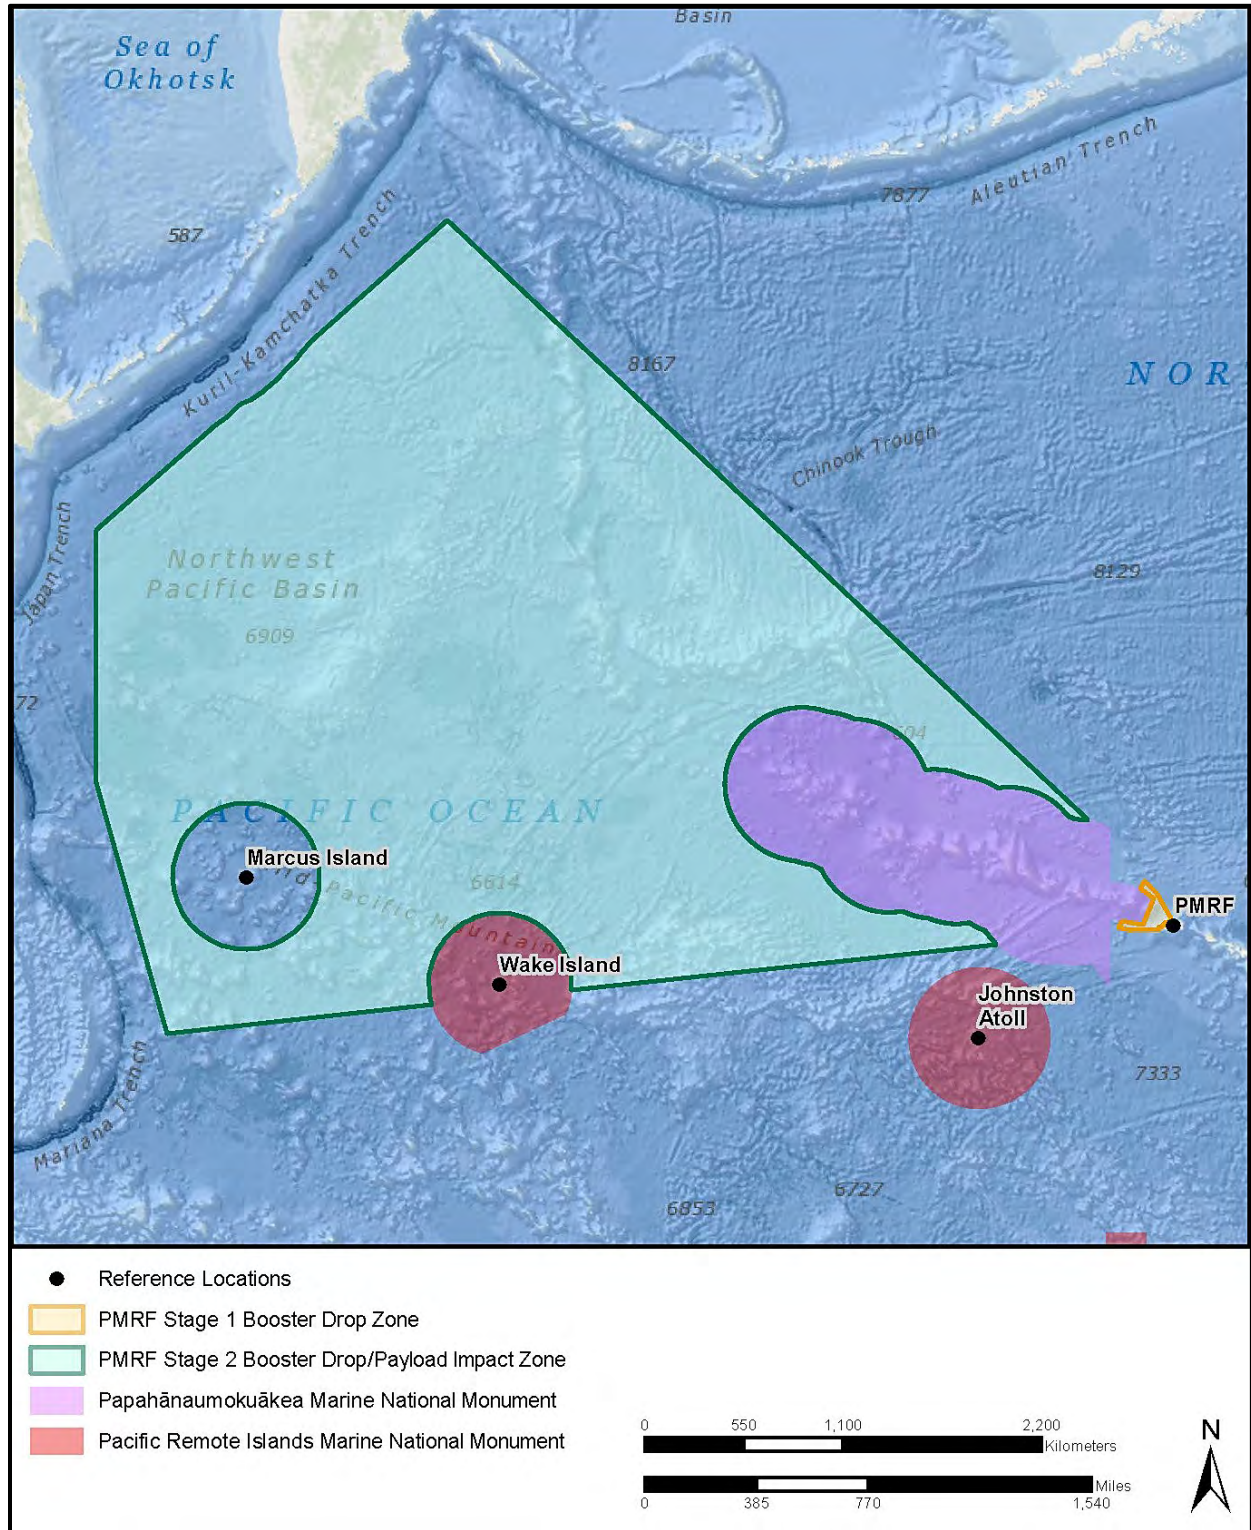 Basin
Sea of
Okhotsk
Aleutian Trench
7877
587
Kuril-Kamchatka Trench
8167
NOR
Chinook Trough
Japan Trench
Northwest
Pacific Basin
8129
6909
72
604
PACIFIC OCEAN
Marcus Island
Pacific Mountain
6614
PMRF
Wake Island
Johnston
Atoll
Mariana Trench
7333
6727
6853
Reference Locations
PMRF Stage 1 Booster Drop Zone
PMRF Stage 2 Booster Drop/Payload Impact Zone
Papahānaumokuākea Marine National Monument
Pacific Remote Islands Marine National Monument
0 550 1,100 2,200
Kilometers
Miles
0 385 770 1,540
N